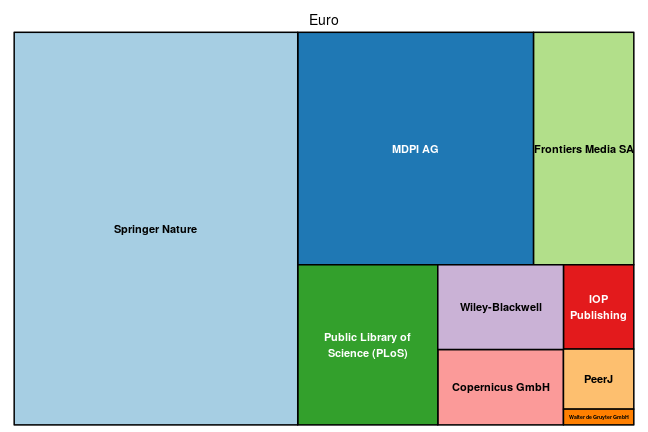 Euro
Springer Nature
MDPI AG
Frontiers Media SA
Public Library of
Science (PLoS)
Wiley-Blackwell
Copernicus GmbH
IOP
Publishing
PeerJ
Walter de Gruyter GmbH